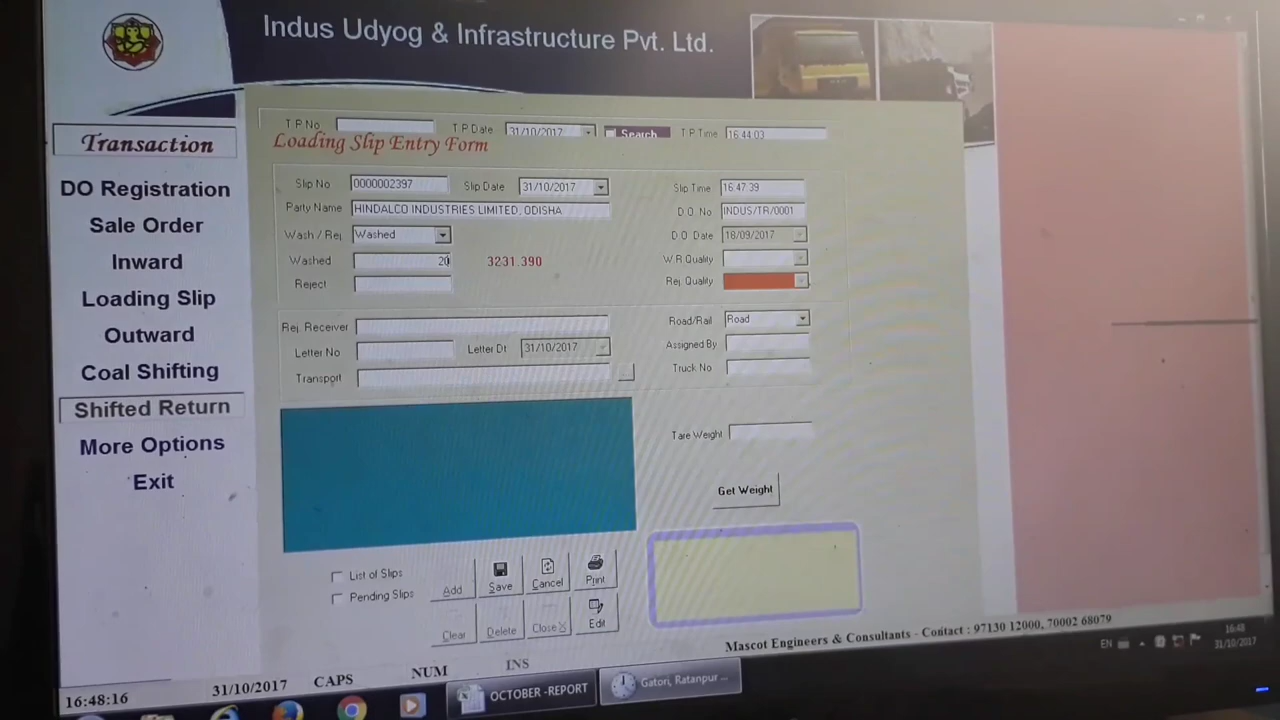 Indus Udyog & Infrastructure Pvt. Ltd.
T.P.No. T.P.Date 31/10/2017 Search T.P.Time 16:44:03
Transaction
Loading Slip Entry Form
DO Registration
Sale Order
Inward
Loading Slip
Outward
Coal Shifting
Shifted Return
More Options
Exit
Slip No 0000002397 Slip Date 31/10/2017 Slip Time 16:47:39
Party Name HINDALCO INDUSTRIES LIMITED, ODISHA D.O. No INDUS/TR/0001
Wash / Rej Washed D.O. Date 18/09/2017
Washed 20 3231.390 W.R Quality
Reject Rej. Quality
Rej. Receiver Road/Rail Road
Letter No Letter Dt 31/10/2017 Assigned By
Transport ... Truck No
Tare Weight
Get Weight
List of Slips
Pending Slips
Add Save Cancel Print
Clear Delete Close X Edit
Mascot Engineers & Consultants - Contact : 97130 12000, 70002 68079
16:48:16 31/10/2017 CAPS NUM INS
OCTOBER -REPORT Gatori, Ratanpur ...
EN 16:48
31/10/2017